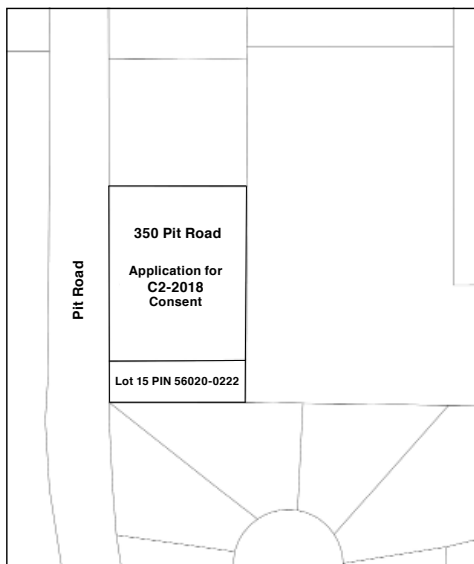 350 Pit Road
Application for
C2-2018
Consent
Pit Road
Lot 15 PIN 56020-0222